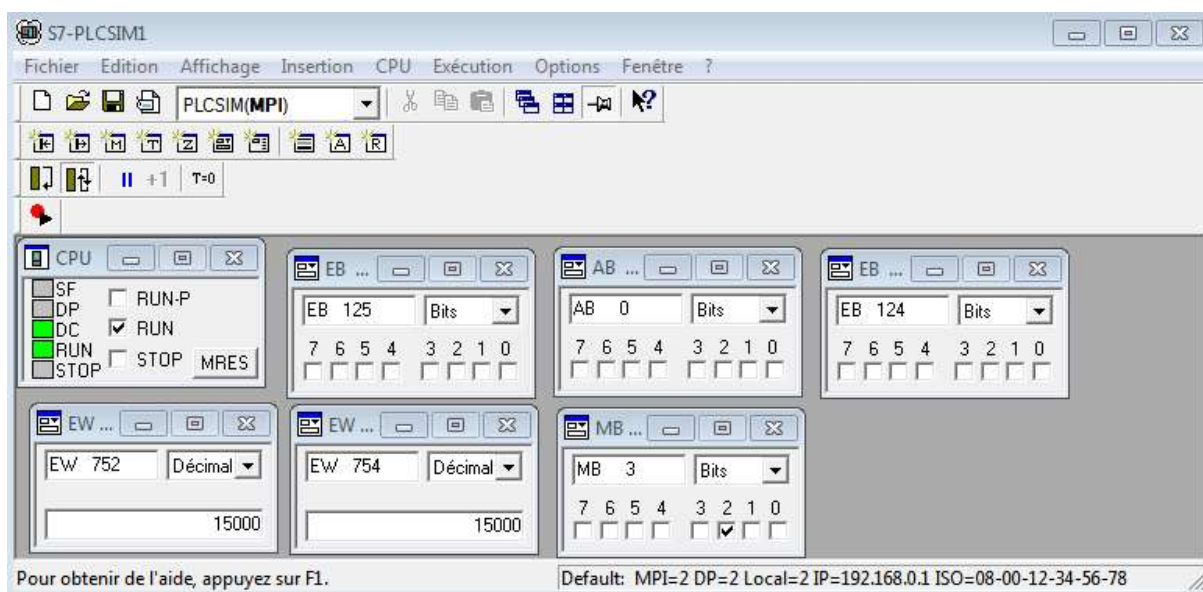 S7-PLCSIM1
Fichier Edition Affichage Insertion CPU Exécution Options Fenêtre ?
PLCSIM(MPI)
+1 T=0
CPU
SF
DP
DC
RUN
STOP
RUN-P
RUN
STOP MRES
EB ...
EB 125 Bits
7 6 5 4 3 2 1 0
AB ...
AB 0 Bits
7 6 5 4 3 2 1 0
EB ...
EB 124 Bits
7 6 5 4 3 2 1 0
EW ...
EW 752 Décimal
15000
EW ...
EW 754 Décimal
15000
MB ...
MB 3 Bits
7 6 5 4 3 2 1 0
Pour obtenir de l'aide, appuyez sur F1.
Default: MPI=2 DP=2 Local=2 IP=192.168.0.1 ISO=08-00-12-34-56-78